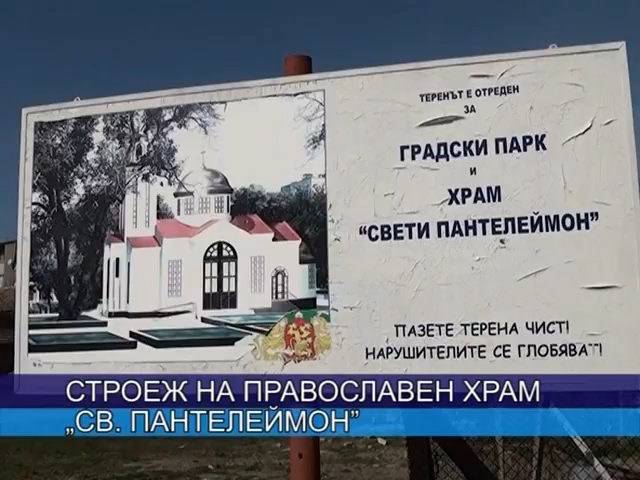 ТЕРЕНЪТ Е ОТРЕДЕН
ЗА
ГРАДСКИ ПАРК
И
ХРАМ
"СВЕТИ ПАНТЕЛЕЙМОН"
ПАЗЕТЕ ТЕРЕНА ЧИСТ!
НАРУШИТЕЛИТЕ СЕ ГЛОБЯВАТ!
СТРОЕЖ НА ПРАВОСЛАВЕН ХРАМ
„СВ. ПАНТЕЛЕЙМОН”